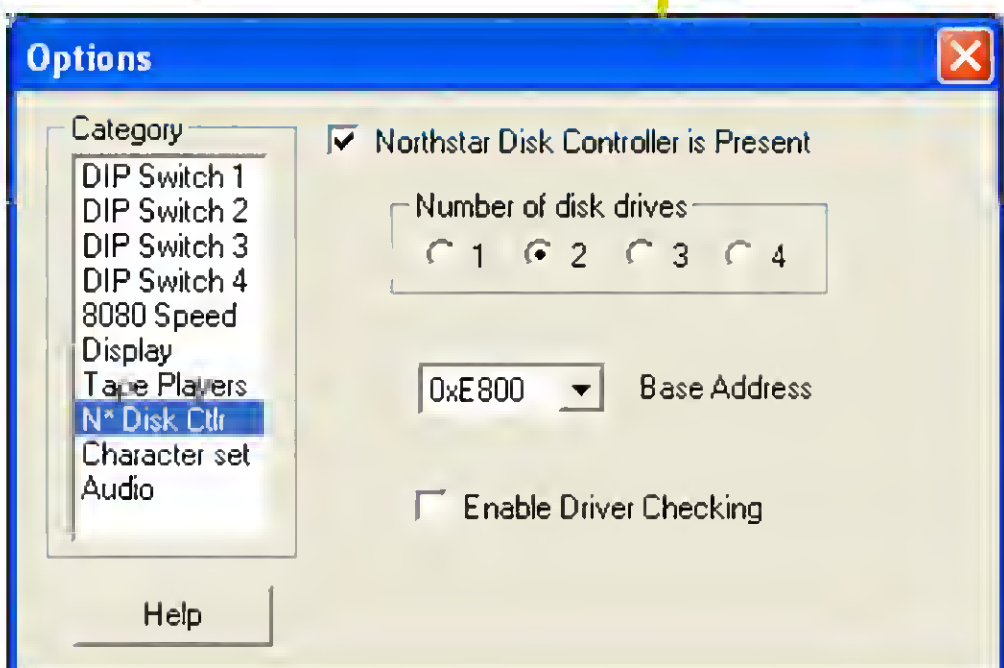 Options
Category
DIP Switch 1
DIP Switch 2
DIP Switch 3
DIP Switch 4
8080 Speed
Display
Tape Players
N* Disk Ctlr
Character set
Audio
Help
Northstar Disk Controller is Present
Number of disk drives
1 2 3 4
0xE800 Base Address
Enable Driver Checking